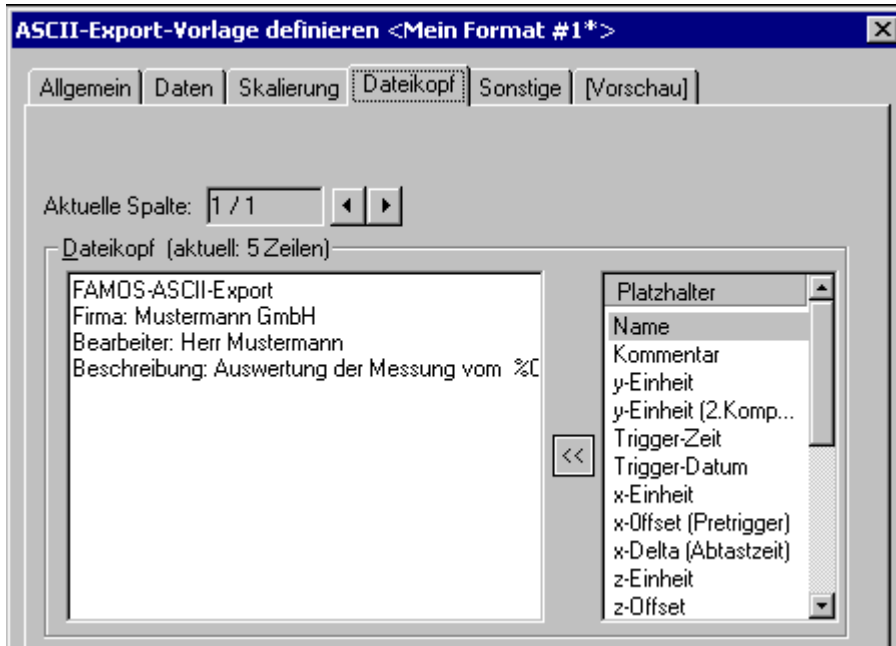 ASCII-Export-Vorlage definieren <Mein Format #1*>
Allgemein Daten Skalierung Dateikopf Sonstige [Vorschau]
Aktuelle Spalte: 1 / 1
Dateikopf (aktuell: 5 Zeilen)
FAMOS-ASCII-Export
Firma: Mustermann GmbH
Bearbeiter: Herr Mustermann
Beschreibung: Auswertung der Messung vom
<<
Platzhalter
Name
Kommentar
y-Einheit
y-Einheit (2.Komp...
Trigger-Zeit
Trigger-Datum
x-Einheit
x-Offset (Pretrigger)
x-Delta (Abtastzeit)
z-Einheit
z-Offset